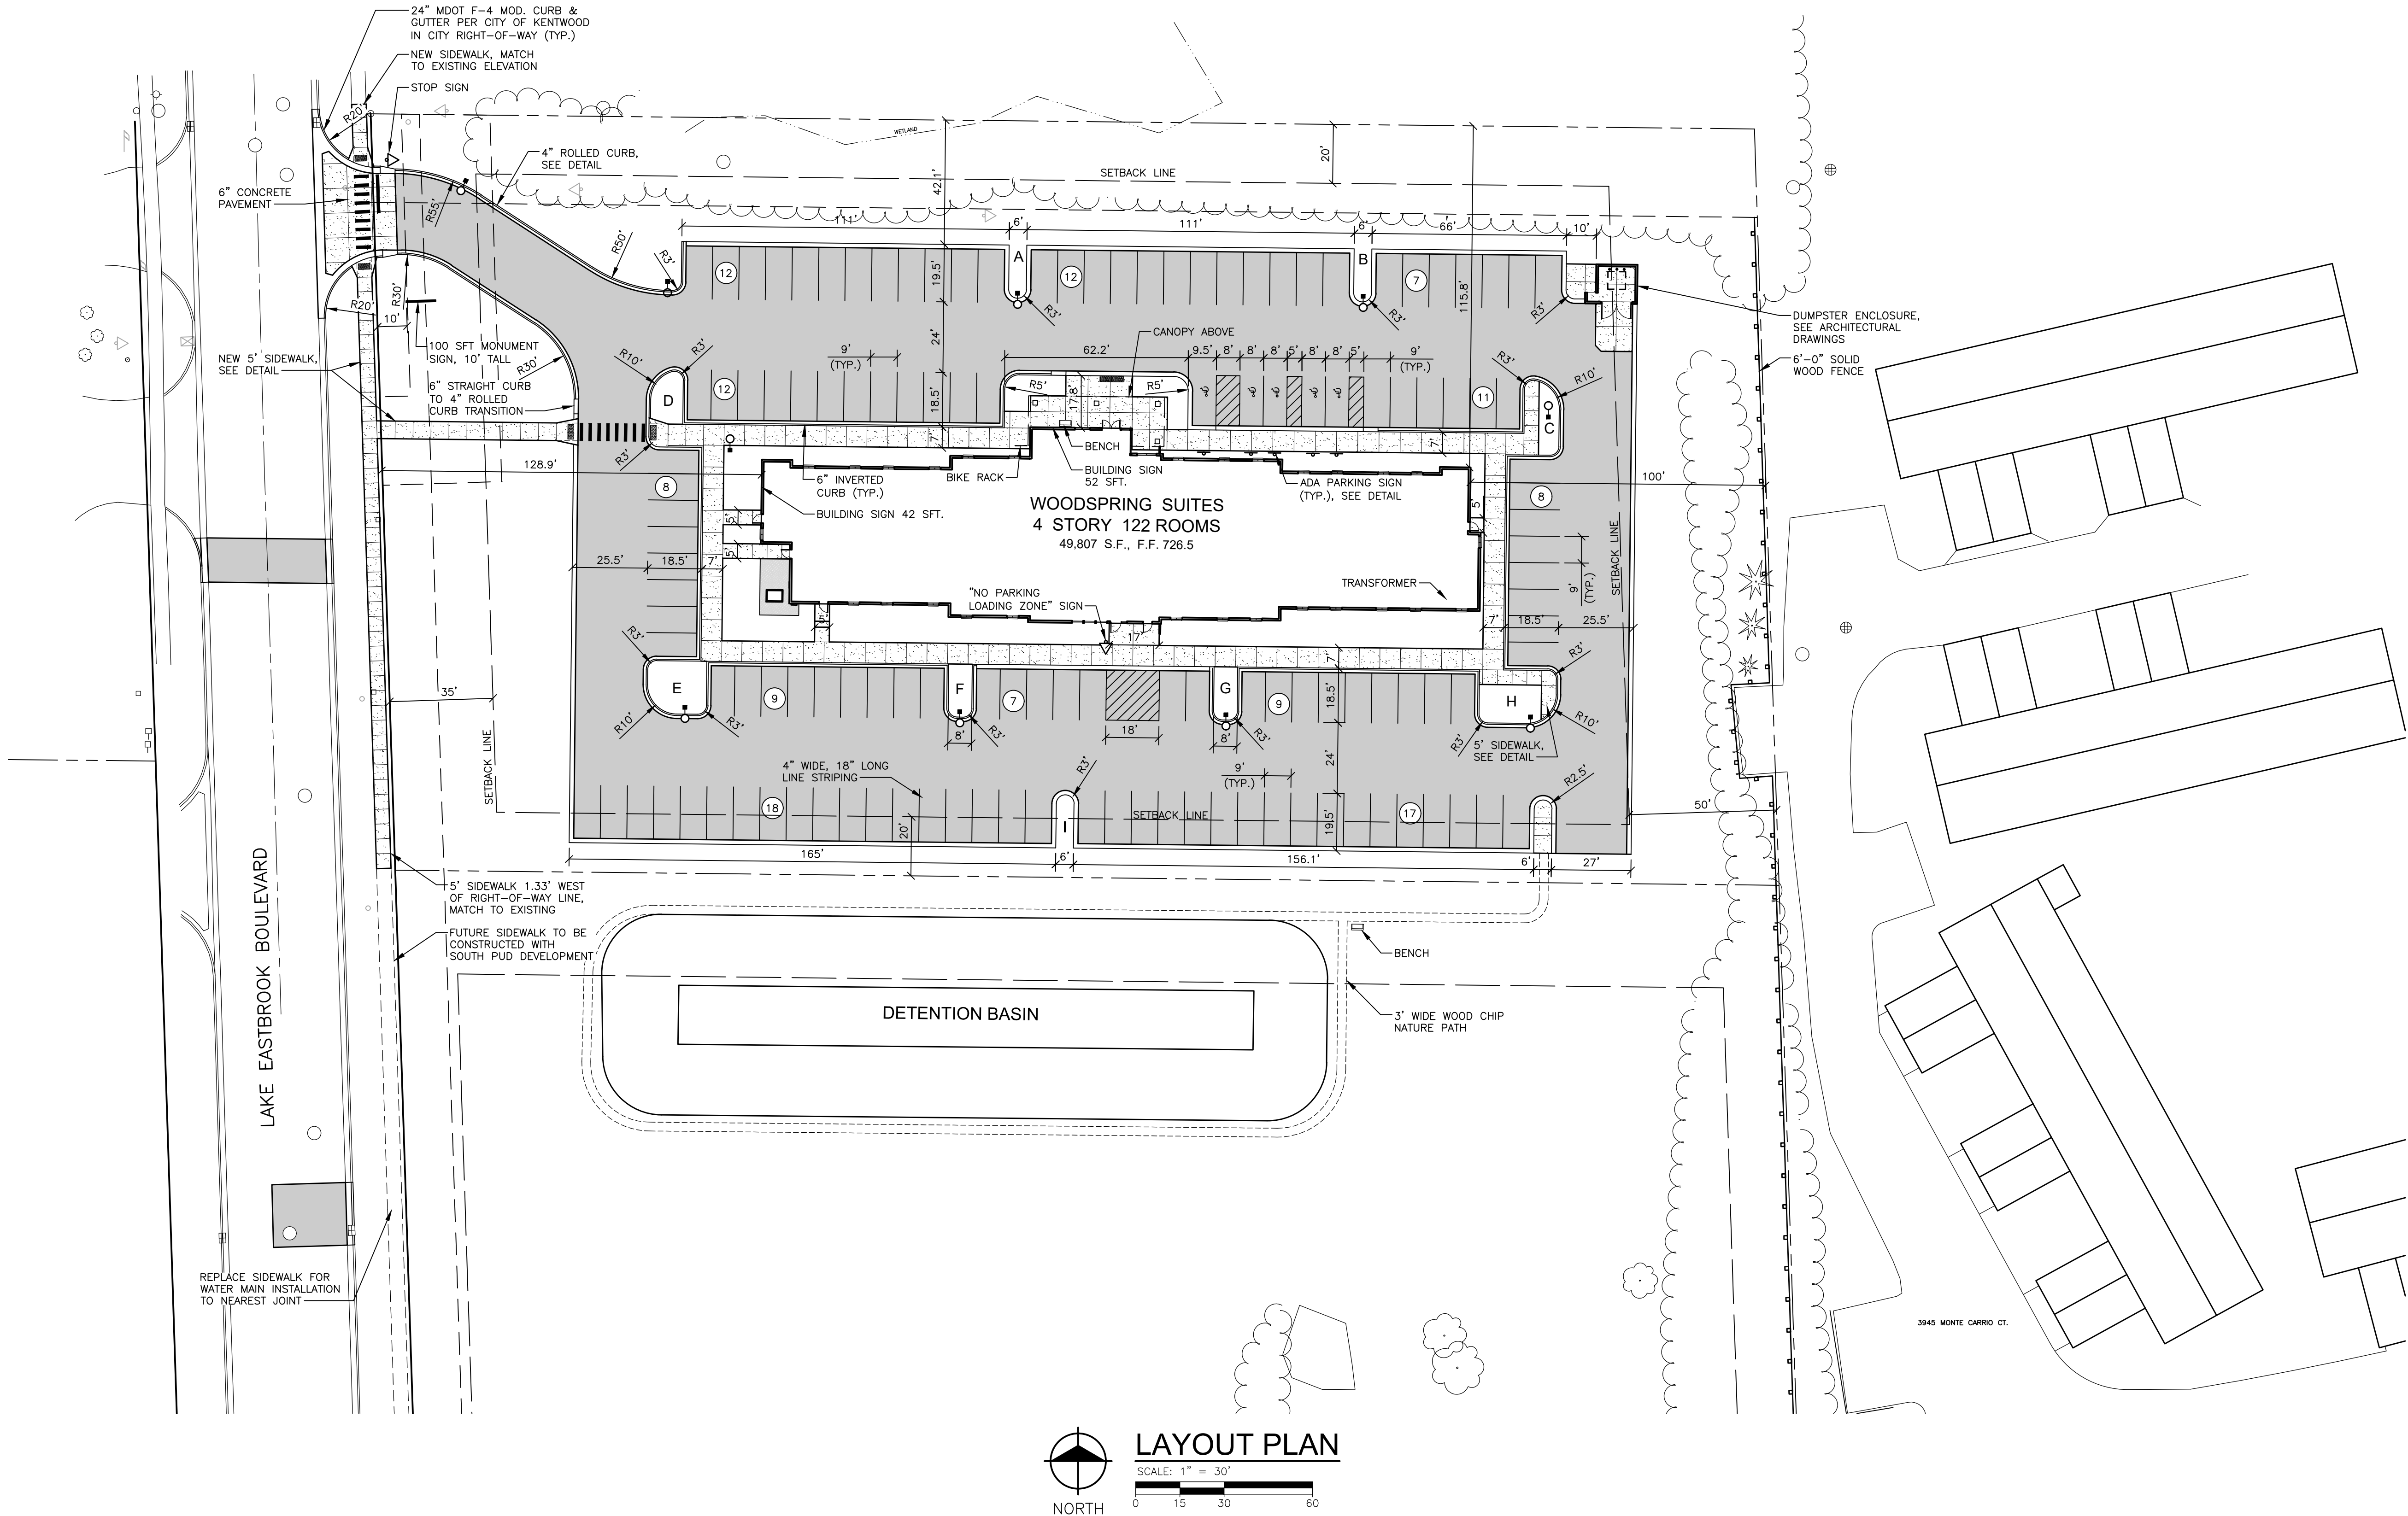 24" MDOT F-4 MOD. CURB &
GUTTER PER CITY OF KENTWOOD
IN CITY RIGHT-OF-WAY (TYP.)
NEW SIDEWALK, MATCH
TO EXISTING ELEVATION
STOP SIGN
R20'
4" ROLLED CURB,
SEE DETAIL
6" CONCRETE
PAVEMENT
R55'
R50'
R3'
WETLAND
SETBACK LINE
20'
42.1'
111'
6'
111'
6'
66'
10'
12
A
12
B
7
19.5'
115.8'
R3'
R3'
R3'
R20'
R30'
10'
100 SFT MONUMENT
SIGN, 10' TALL
R30'
NEW 5' SIDEWALK,
SEE DETAIL
6" STRAIGHT CURB
TO 4" ROLLED
CURB TRANSITION
DUMPSTER ENCLOSURE,
SEE ARCHITECTURAL
DRAWINGS
6'-0" SOLID
WOOD FENCE
CANOPY ABOVE
24'
R10'
R3'
9'
(TYP.)
62.2'
9.5'
8'
8'
8'
5'
8'
8'
5'
9'
(TYP.)
R3'
R10'
D
12
18.5'
R5'
17.8'
R5'
11
C
7'
7'
R3'
128.9'
BENCH
BIKE RACK
BUILDING SIGN
52 SFT.
6" INVERTED
CURB (TYP.)
BUILDING SIGN 42 SFT.
ADA PARKING SIGN
(TYP.), SEE DETAIL
100'
8
8
WOODSPRING SUITES
4 STORY 122 ROOMS
49,807 S.F., F.F. 726.5
5'
5'
5'
25.5'
18.5'
7'
9'
(TYP.)
SETBACK LINE
"NO PARKING
LOADING ZONE" SIGN
TRANSFORMER
5'
17'
7'
18.5'
25.5'
R3'
R3'
7'
E
9
F
7
G
9
18.5'
H
35'
R10'
R3'
8'
R3'
18'
8'
R3'
R3'
R10'
5' SIDEWALK,
SEE DETAIL
SETBACK LINE
4" WIDE, 18" LONG
LINE STRIPING
R3'
9'
(TYP.)
24'
R2.5'
18
20'
I
SETBACK LINE
19.5'
17
50'
165'
6'
156.1'
6'
27'
5' SIDEWALK 1.33' WEST
OF RIGHT-OF-WAY LINE,
MATCH TO EXISTING
FUTURE SIDEWALK TO BE
CONSTRUCTED WITH
SOUTH PUD DEVELOPMENT
LAKE EASTBROOK BOULEVARD
BENCH
DETENTION BASIN
3' WIDE WOOD CHIP
NATURE PATH
REPLACE SIDEWALK FOR
WATER MAIN INSTALLATION
TO NEAREST JOINT
3945 MONTE CARRIO CT.
LAYOUT PLAN
SCALE: 1" = 30'
0 15 30 60
NORTH